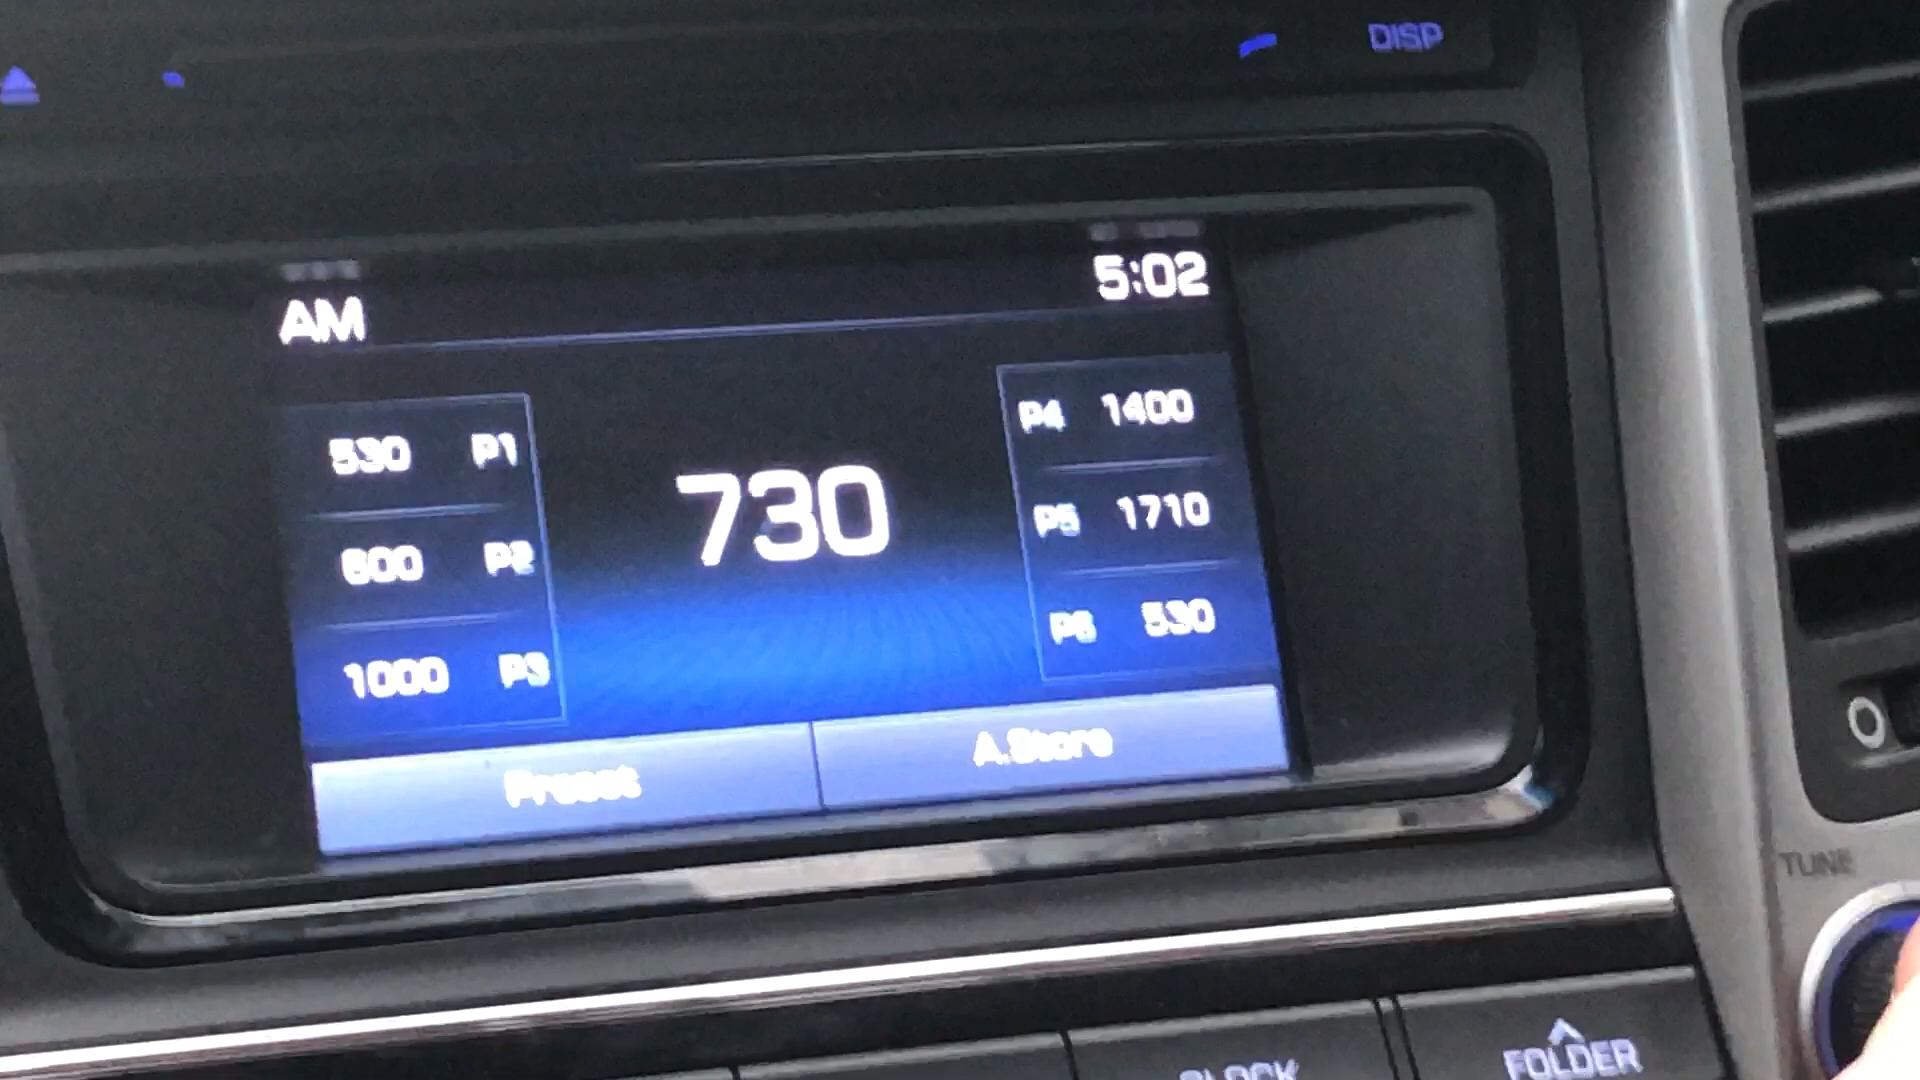 DISP
AM 5:02
530 P1
600 P2
1000 P3
730
P4 1400
P5 1710
P6 530
Preset
A.Store
TUNE
CLOCK
FOLDER